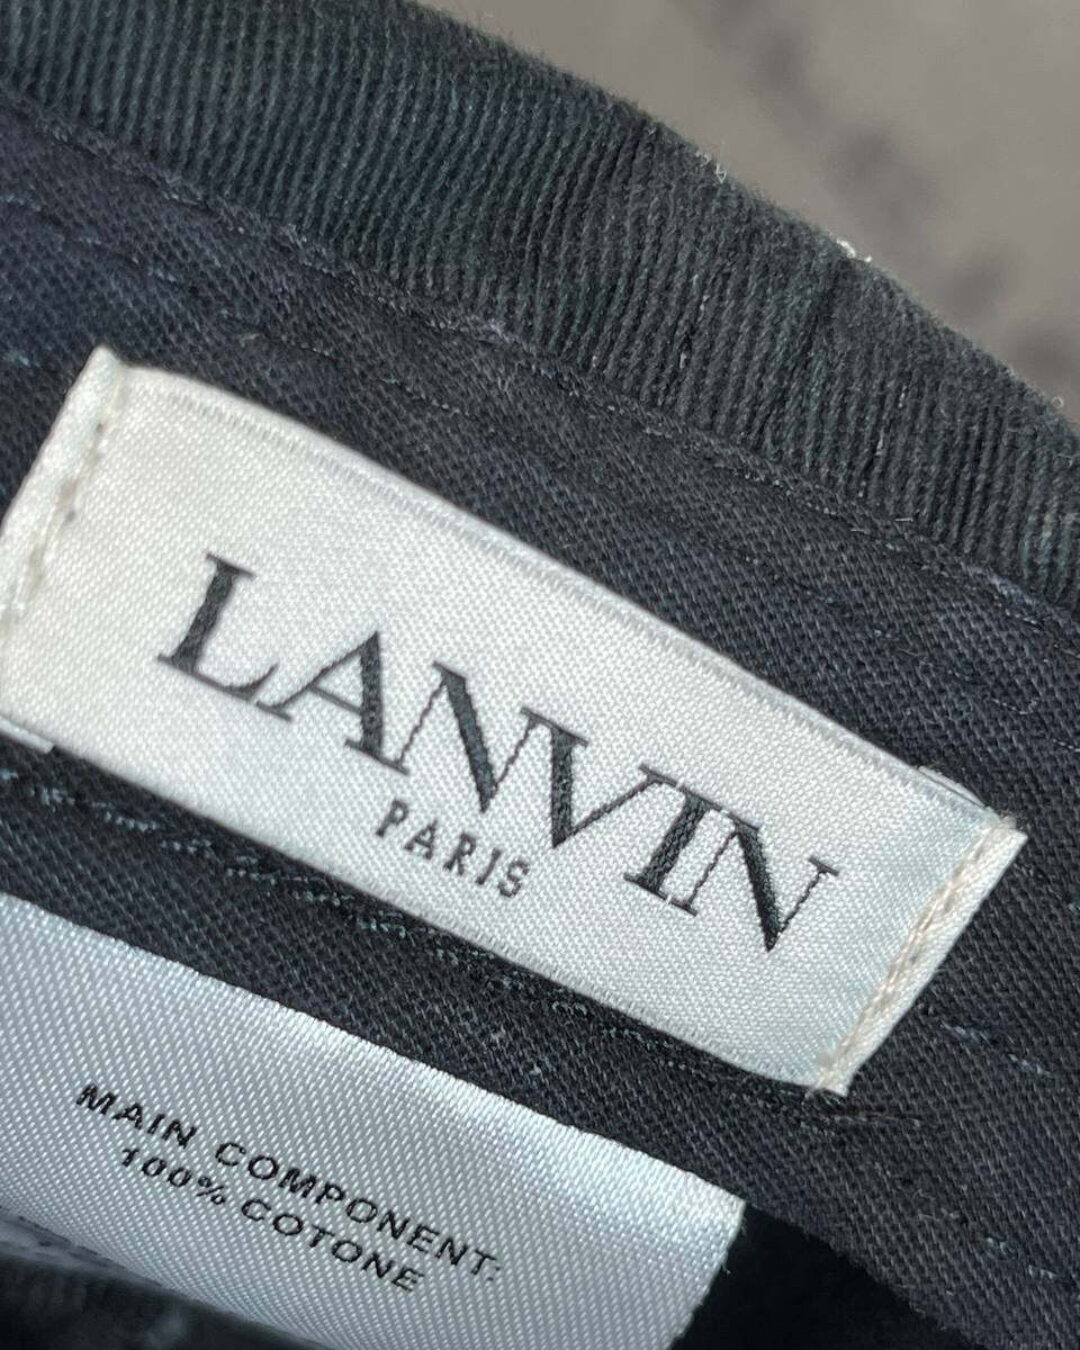 LANVIN
PARIS
MAIN COMPONENT:
100% COTONE